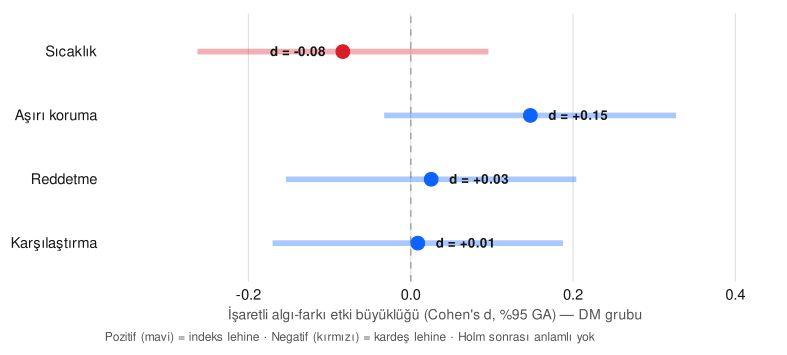 Sıcaklık
d = -0.08
Aşırı koruma
d = +0.15
Reddetme
d = +0.03
Karşılaştırma
d = +0.01
-0.2 0.0 0.2 0.4
İşaretli algı-farkı etki büyüklüğü (Cohen's d, %95 GA) — DM grubu
Pozitif (mavi) = indeks lehine · Negatif (kırmızı) = kardeş lehine · Holm sonrası anlamlı yok